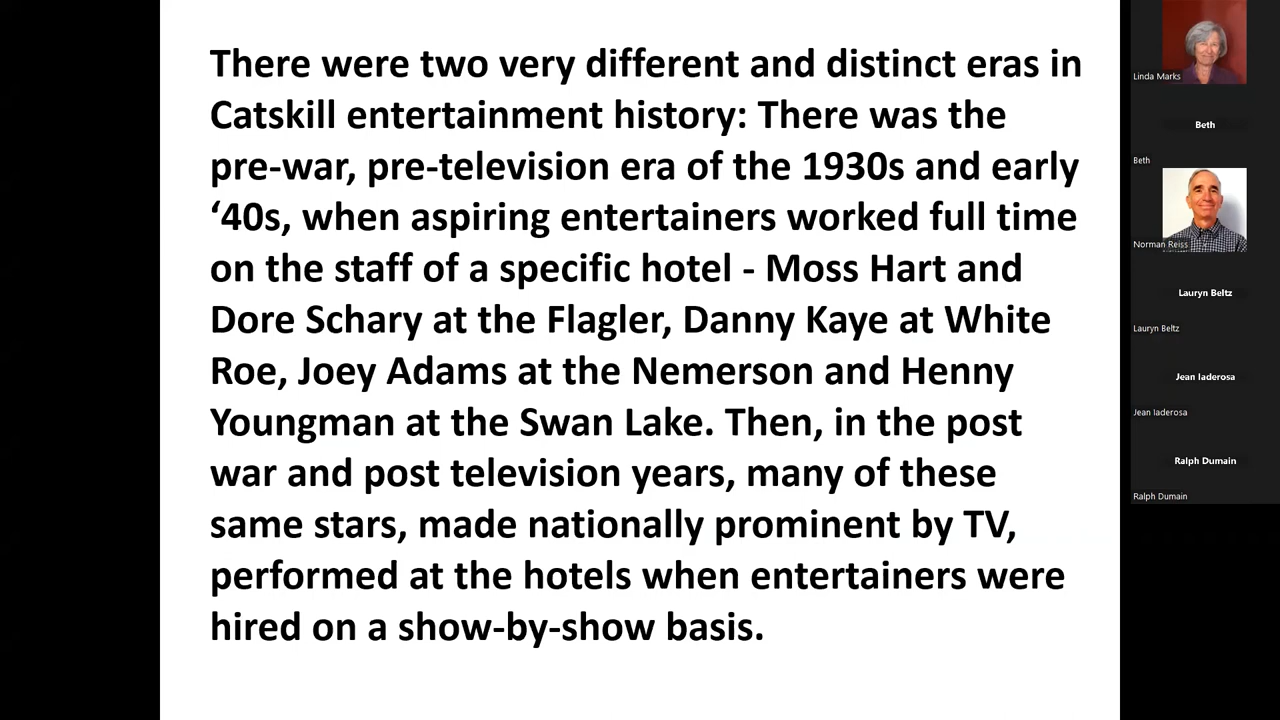 There were two very different and distinct eras in
Catskill entertainment history: There was the
pre-war, pre-television era of the 1930s and early
‘40s, when aspiring entertainers worked full time
on the staff of a specific hotel - Moss Hart and
Dore Schary at the Flagler, Danny Kaye at White
Roe, Joey Adams at the Nemerson and Henny
Youngman at the Swan Lake. Then, in the post
war and post television years, many of these
same stars, made nationally prominent by TV,
performed at the hotels when entertainers were
hired on a show-by-show basis.
Linda Marks
Beth
Beth
Norman Reiss
Lauryn Beltz
Lauryn Beltz
Jean Iaderosa
Jean Iaderosa
Ralph Dumain
Ralph Dumain